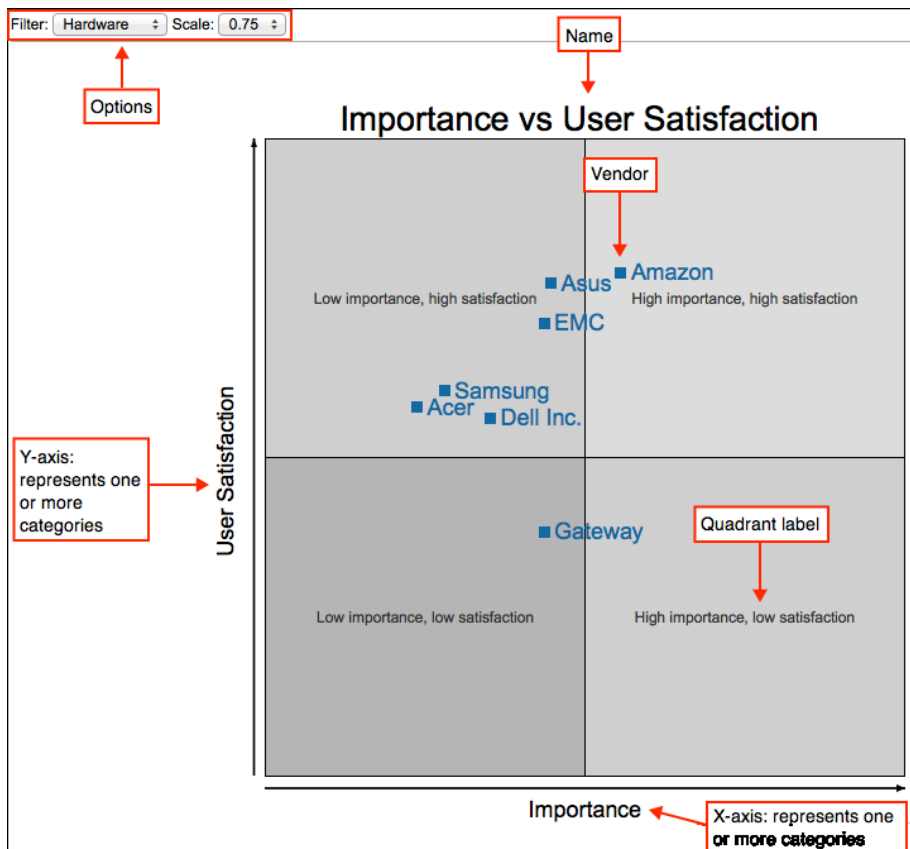 Filter: Hardware Scale: 0.75
Name
Options
Importance vs User Satisfaction
Vendor
Amazon
Asus
Low importance, high satisfaction
High importance, high satisfaction
EMC
Samsung
Acer
Dell Inc.
User Satisfaction
Y-axis:
represents one
or more
categories
Gateway
Quadrant label
Low importance, low satisfaction
High importance, low satisfaction
Importance
X-axis: represents one
or more categories